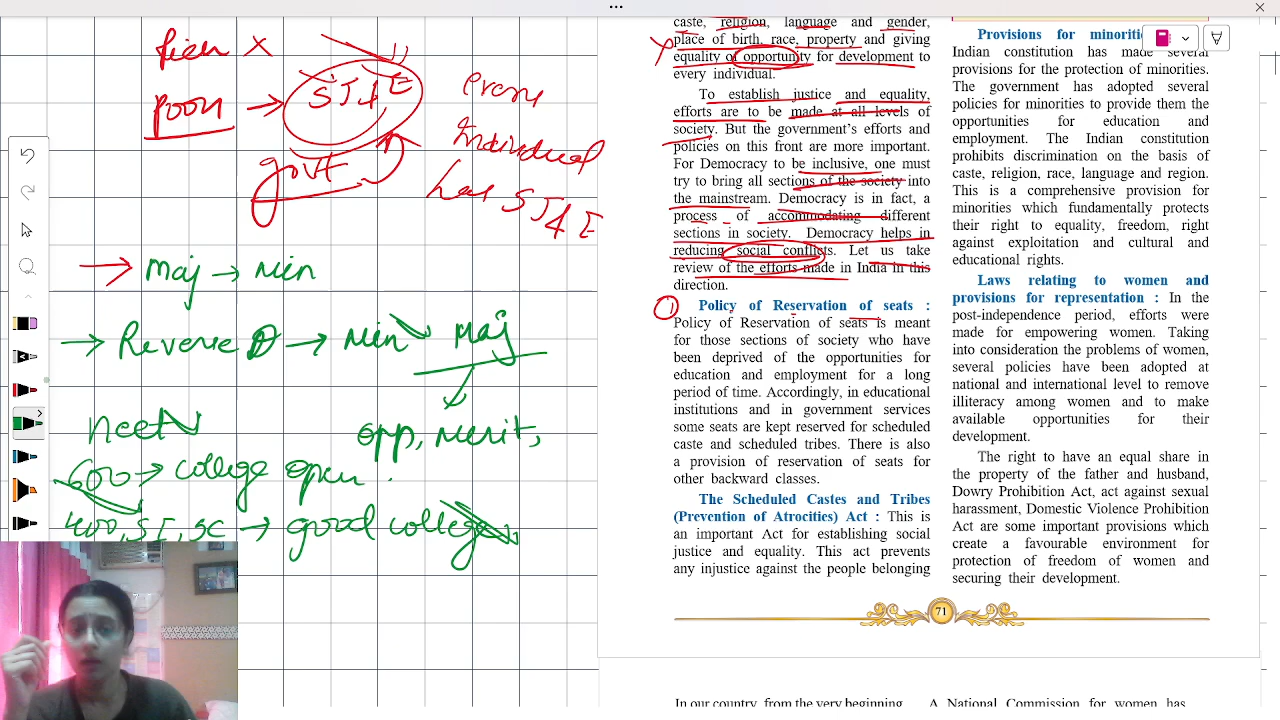 rich X
poor → SJ & E
govt
every
Individual
has SJ & E
→ Maj → Min
→ Reverse D → Min Maj
opp, merit,
neet
600 → college open
400, ST, SC → good college
caste, religion, language and gender,
place of birth, race, property and giving
equality of opportunity for development to
every individual.
To establish justice and equality,
efforts are to be made at all levels of
society. But the government's efforts and
policies on this front are more important.
For Democracy to be inclusive, one must
try to bring all sections of the society into
the mainstream. Democracy is in fact, a
process of accommodating different
sections in society. Democracy helps in
reducing social conflicts. Let us take
review of the efforts made in India in this
direction.
① Policy of Reservation of seats :
Policy of Reservation of seats is meant
for those sections of society who have
been deprived of the opportunities for
education and employment for a long
period of time. Accordingly, in educational
institutions and in government services
some seats are kept reserved for scheduled
caste and scheduled tribes. There is also
a provision of reservation of seats for
other backward classes.
The Scheduled Castes and Tribes
(Prevention of Atrocities) Act : This is
an important Act for establishing social
justice and equality. This act prevents
any injustice against the people belonging
Provisions for minorities
Indian constitution has made several
provisions for the protection of minorities.
The government has adopted several
policies for minorities to provide them the
opportunities for education and
employment. The Indian constitution
prohibits discrimination on the basis of
caste, religion, race, language and region.
This is a comprehensive provision for
minorities which fundamentally protects
their right to equality, freedom, right
against exploitation and cultural and
educational rights.
Laws relating to women and
provisions for representation : In the
post-independence period, efforts were
made for empowering women. Taking
into consideration the problems of women,
several policies have been adopted at
national and international level to remove
illiteracy among women and to make
available opportunities for their
development.
The right to have an equal share in
the property of the father and husband,
Dowry Prohibition Act, act against sexual
harassment, Domestic Violence Prohibition
Act are some important provisions which
create a favourable environment for
protection of freedom of women and
securing their development.
71
In our country, from the very beginning
A National Commission for women has